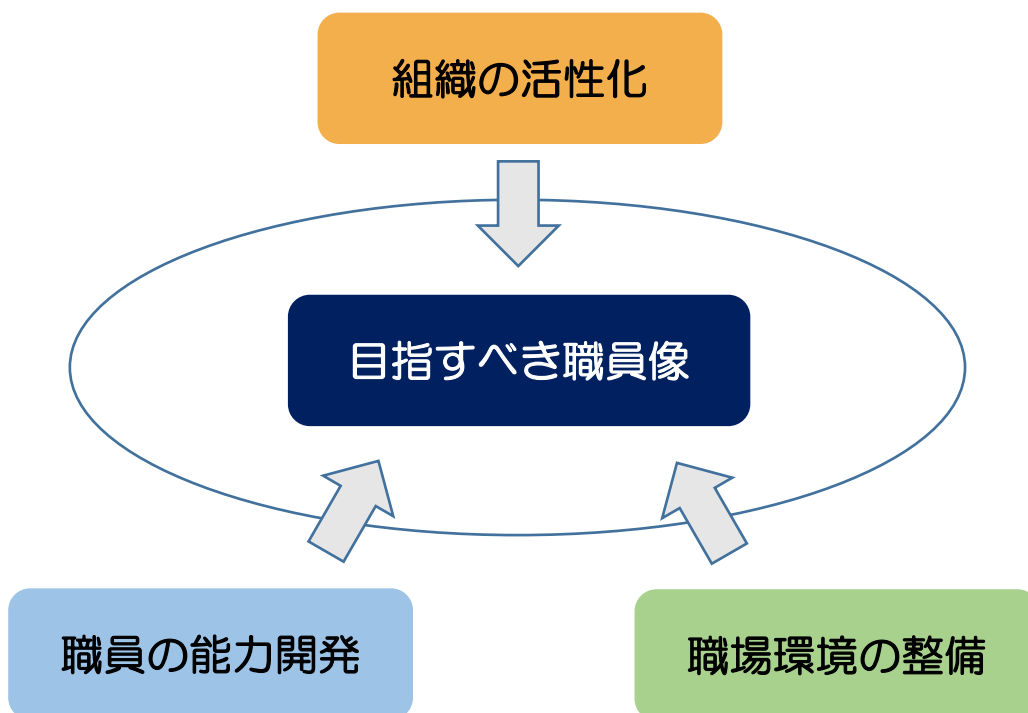 組織の活性化
目指すべき職員像
職員の能力開発
職場環境の整備